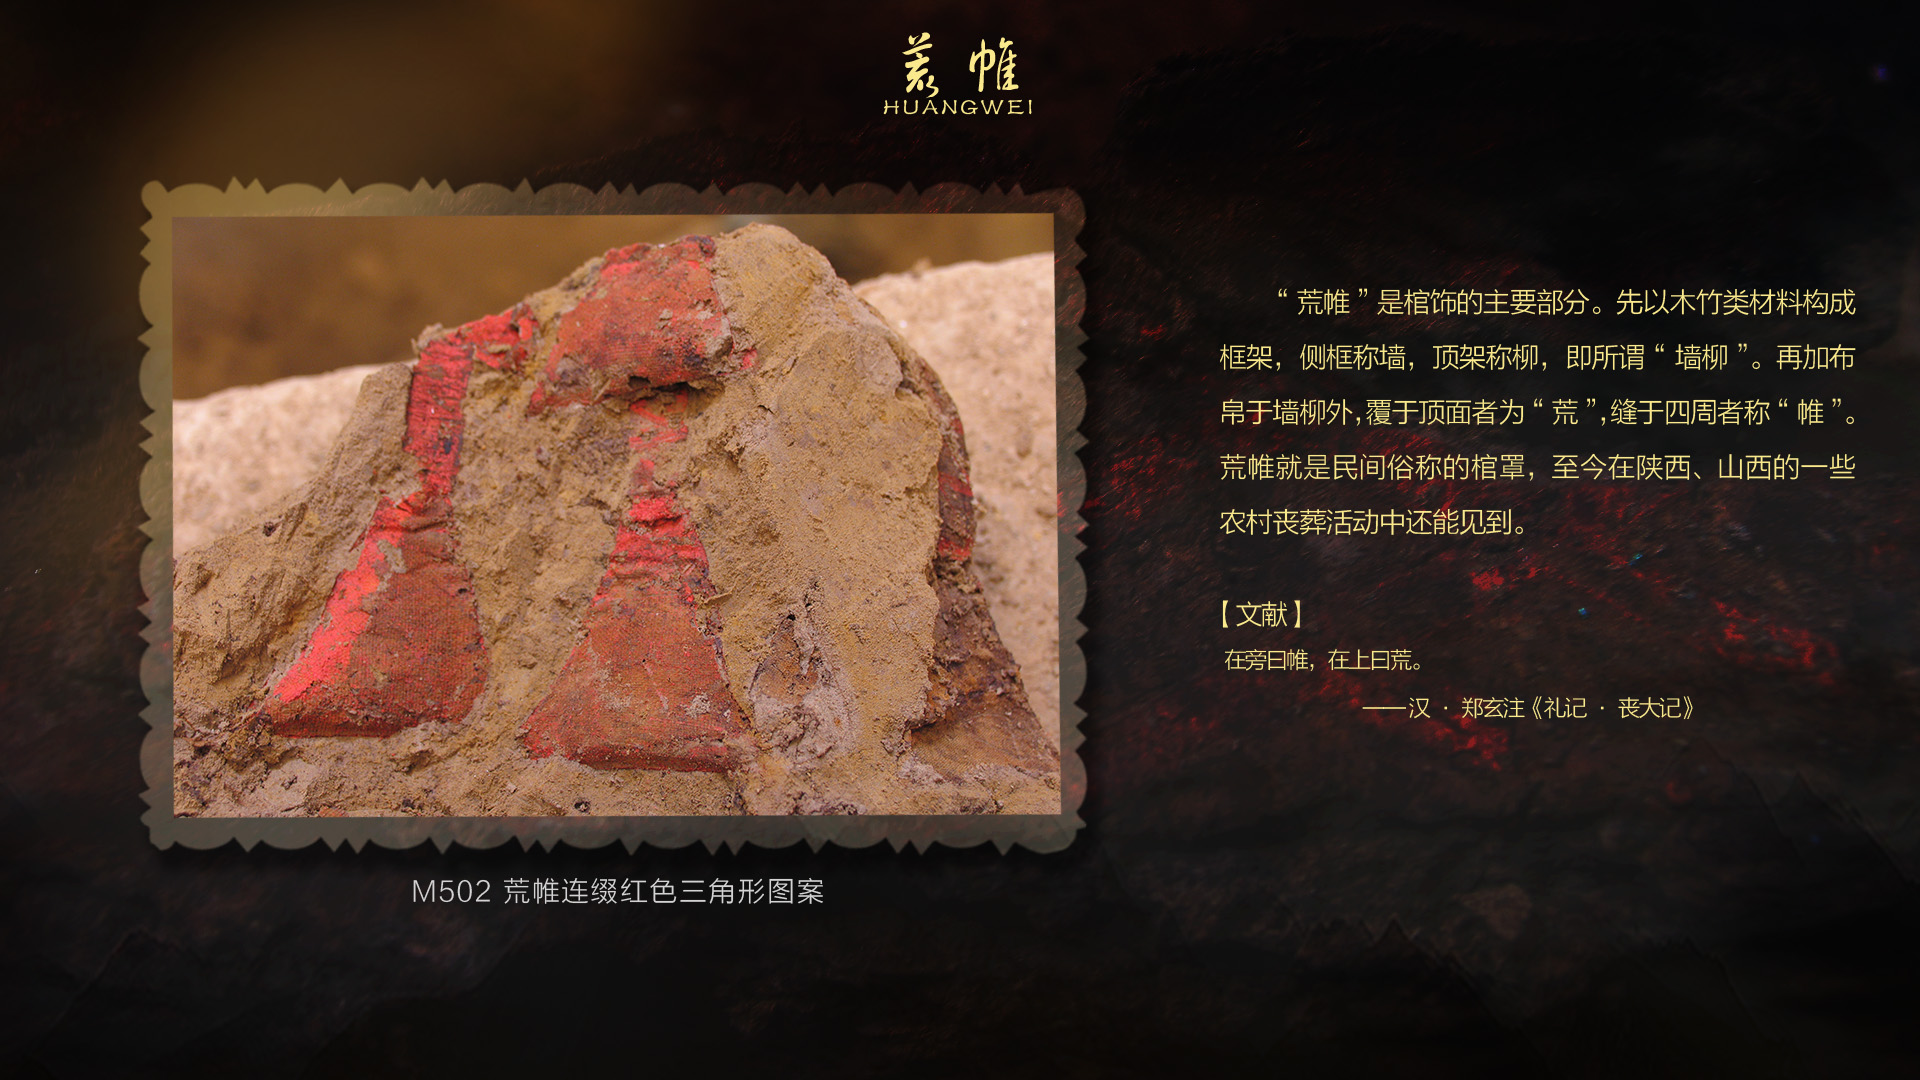 荒帷
HUANGWEI
“荒帷”是棺饰的主要部分。先以木竹类材料构成
框架，侧框称墙，顶架称柳，即所谓“墙柳”。再加布
帛于墙柳外，覆于顶面者为“荒”，缝于四周者称“帷”。
荒帷就是民间俗称的棺罩，至今在陕西、山西的一些
农村丧葬活动中还能见到。
【文献】
在旁曰帷，在上曰荒。
——汉·郑玄注《礼记·丧大记》
M502 荒帷连缀红色三角形图案